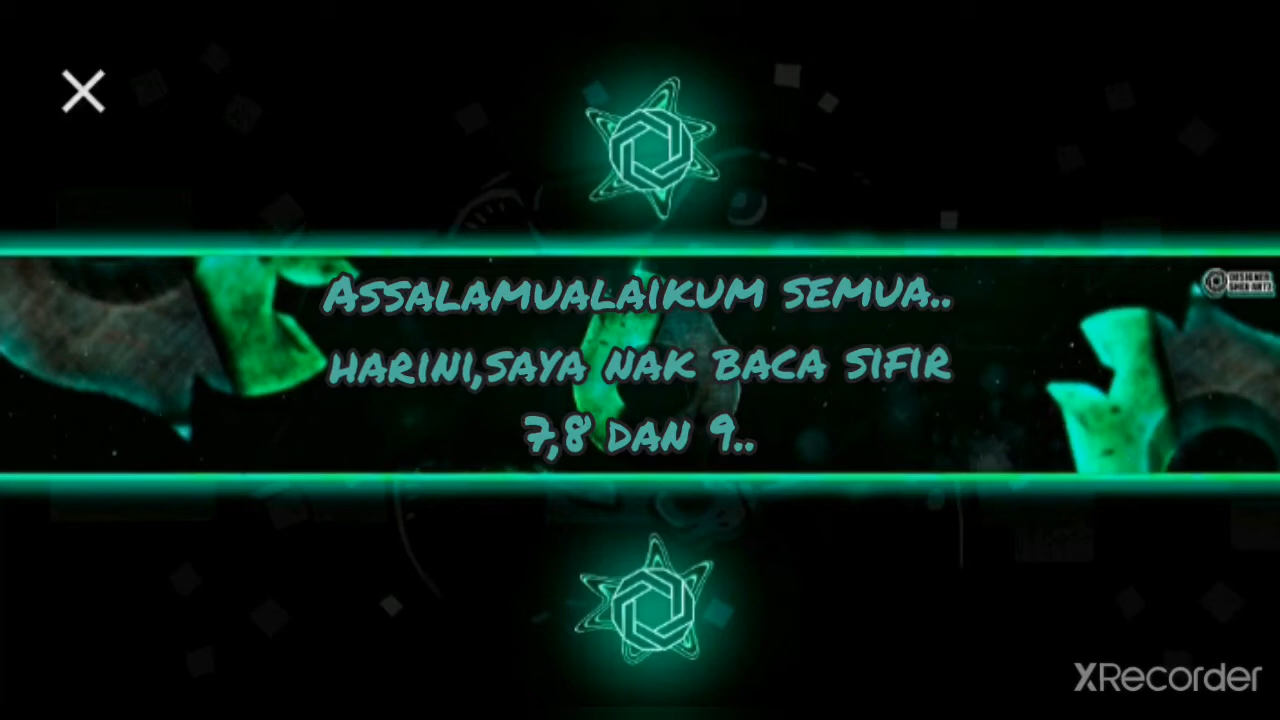 Assalamualaikum semua..
harini,saya nak baca sifir
7,8 dan 9..
XRecorder